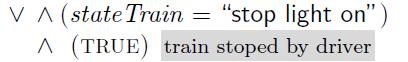 ∨ ∧ (stateTrain = “stop light on”)
∧ (TRUE) train stoped by driver